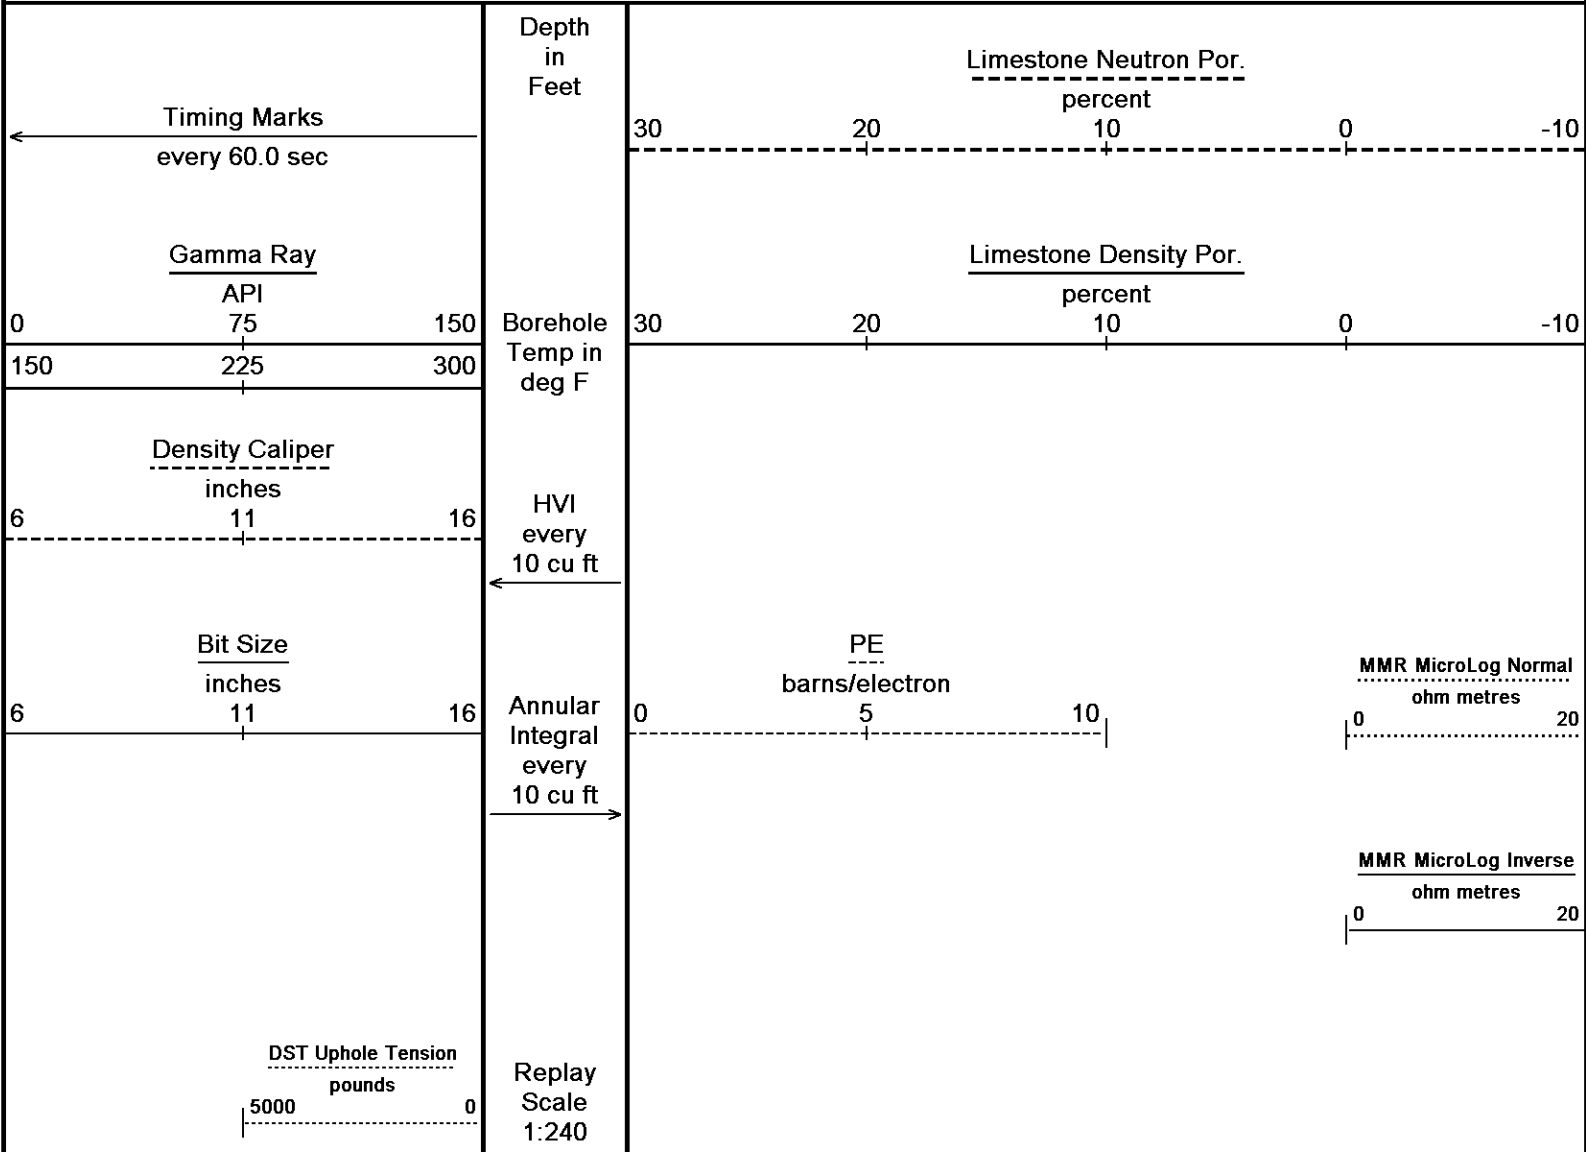 Timing Marks
every 60.0 sec
Gamma Ray
API
0 75 150
150 225 300
Density Caliper
inches
6 11 16
Bit Size
inches
6 11 16
DST Uphole Tension
pounds
5000 0
Depth
in
Feet
Borehole
Temp in
deg F
HVI
every
10 cu ft
Annular
Integral
every
10 cu ft
Replay
Scale
1:240
Limestone Neutron Por.
percent
30 20 10 0 -10
Limestone Density Por.
percent
30 20 10 0 -10
PE
barns/electron
0 5 10
MMR MicroLog Normal
ohm metres
0 20
MMR MicroLog Inverse
ohm metres
0 20